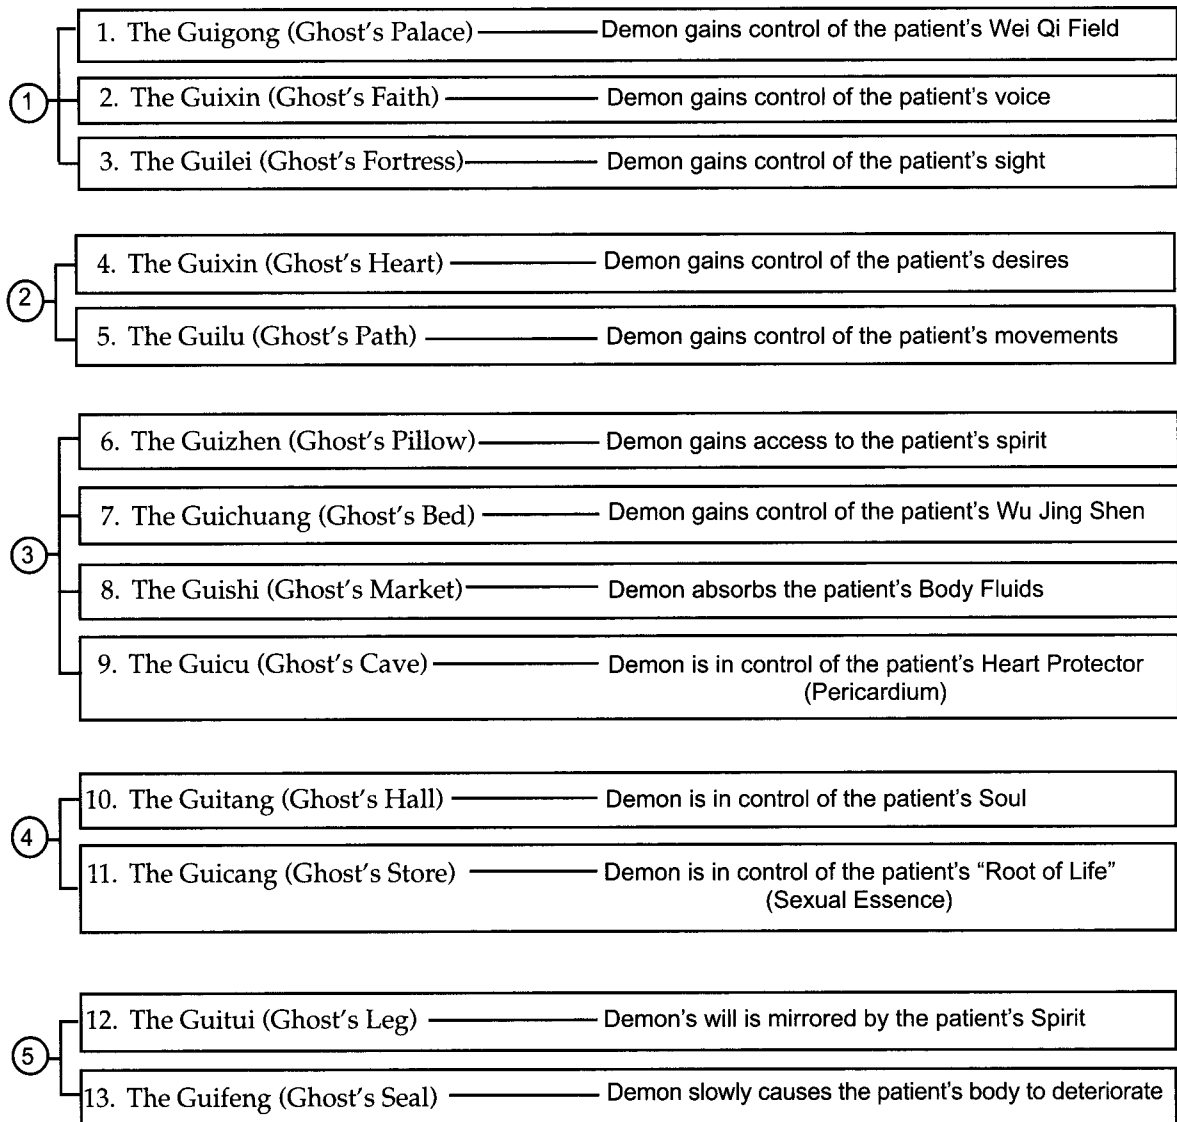 ①
1. The Guigong (Ghost's Palace) Demon gains control of the patient's Wei Qi Field
2. The Guixin (Ghost's Faith) Demon gains control of the patient's voice
3. The Guilei (Ghost's Fortress) Demon gains control of the patient's sight
②
4. The Guixin (Ghost's Heart) Demon gains control of the patient's desires
5. The Guilu (Ghost's Path) Demon gains control of the patient's movements
③
6. The Guizhen (Ghost's Pillow) Demon gains access to the patient's spirit
7. The Guichuang (Ghost's Bed) Demon gains control of the patient's Wu Jing Shen
8. The Guishi (Ghost's Market) Demon absorbs the patient's Body Fluids
9. The Guicu (Ghost's Cave) Demon is in control of the patient's Heart Protector
(Pericardium)
④
10. The Guitang (Ghost's Hall) Demon is in control of the patient's Soul
11. The Guicang (Ghost's Store) Demon is in control of the patient's “Root of Life”
(Sexual Essence)
⑤
12. The Guitui (Ghost's Leg) Demon's will is mirrored by the patient's Spirit
13. The Guifeng (Ghost's Seal) Demon slowly causes the patient's body to deteriorate